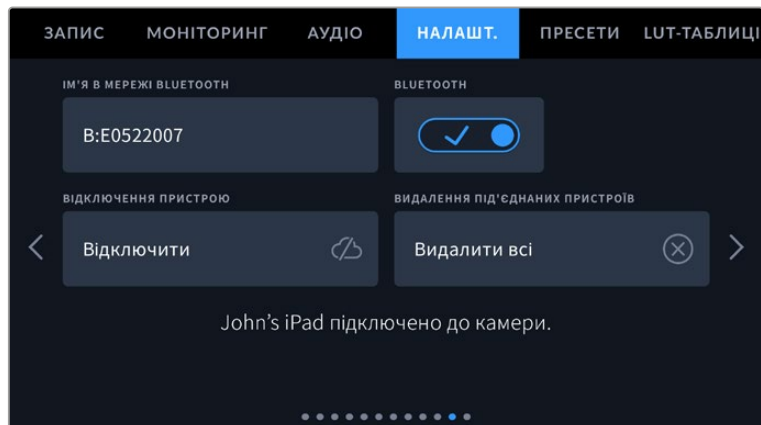 ЗАПИС МОНІТОРИНГ АУДІО НАЛАШТ. ПРЕСЕТИ LUT-ТАБЛИЦІ
ІМ'Я В МЕРЕЖІ BLUETOOTH BLUETOOTH
B:E0522007
ВІДКЛЮЧЕННЯ ПРИСТРОЮ ВИДАЛЕННЯ ПІД'ЄДНАНИХ ПРИСТРОЇВ
Відключити Видалити всі
John’s iPad підключено до камери.